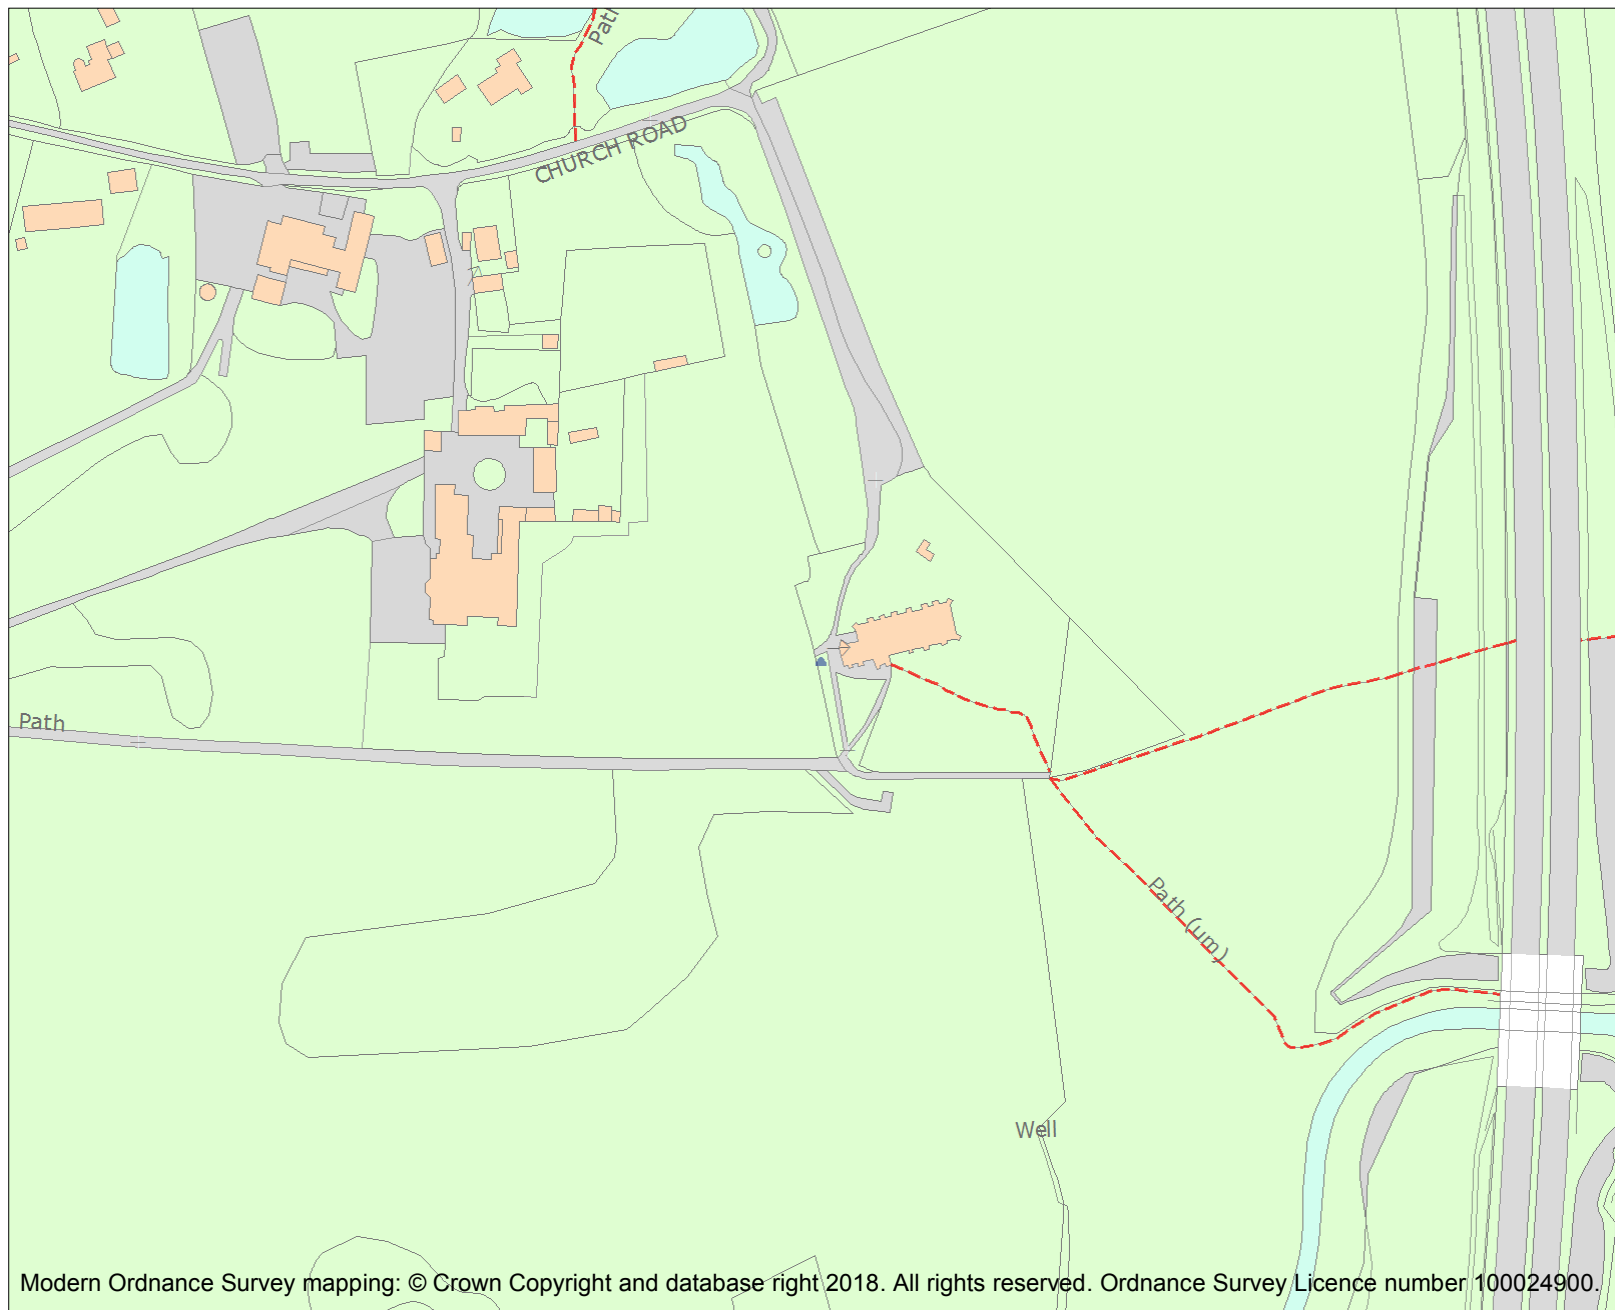 Path
CHURCH ROAD
Path
Path (um)
Well
Modern Ordnance Survey mapping: © Crown Copyright and database right 2018. All rights reserved. Ordnance Survey Licence number 100024900.